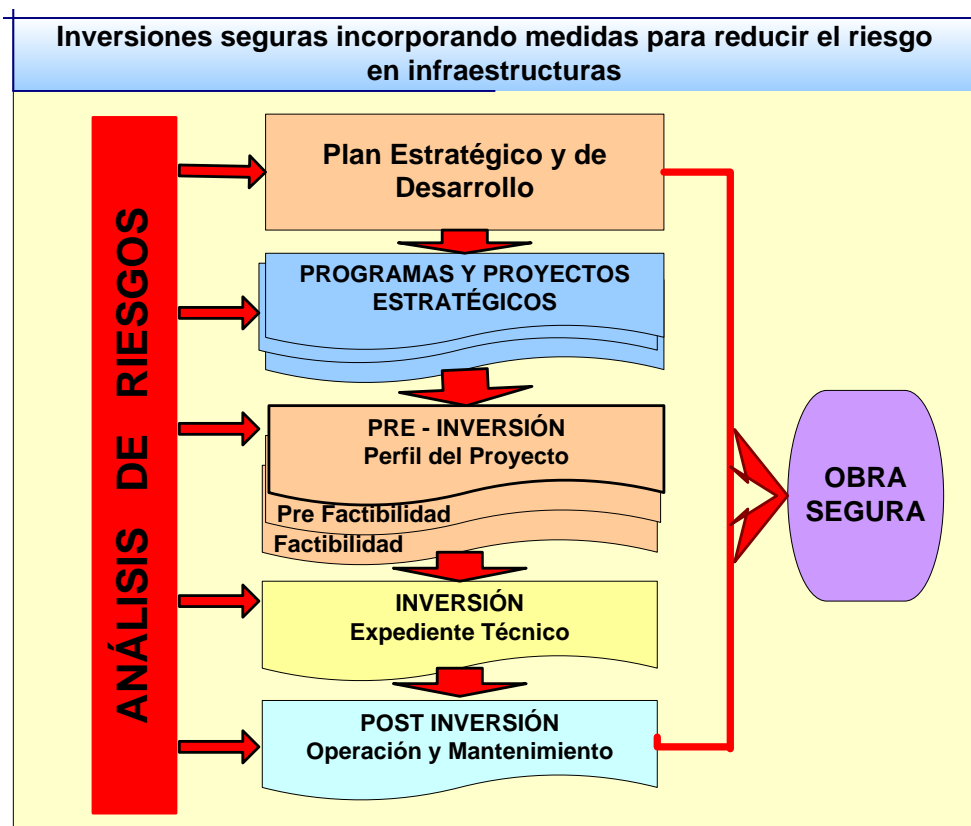 Inversiones seguras incorporando medidas para reducir el riesgo
en infraestructuras
ANÁLISIS DE RIESGOS
Plan Estratégico y de
Desarrollo
PROGRAMAS Y PROYECTOS
ESTRATÉGICOS
PRE - INVERSIÓN
Perfil del Proyecto
Pre Factibilidad
Factibilidad
INVERSIÓN
Expediente Técnico
POST INVERSIÓN
Operación y Mantenimiento
OBRA
SEGURA